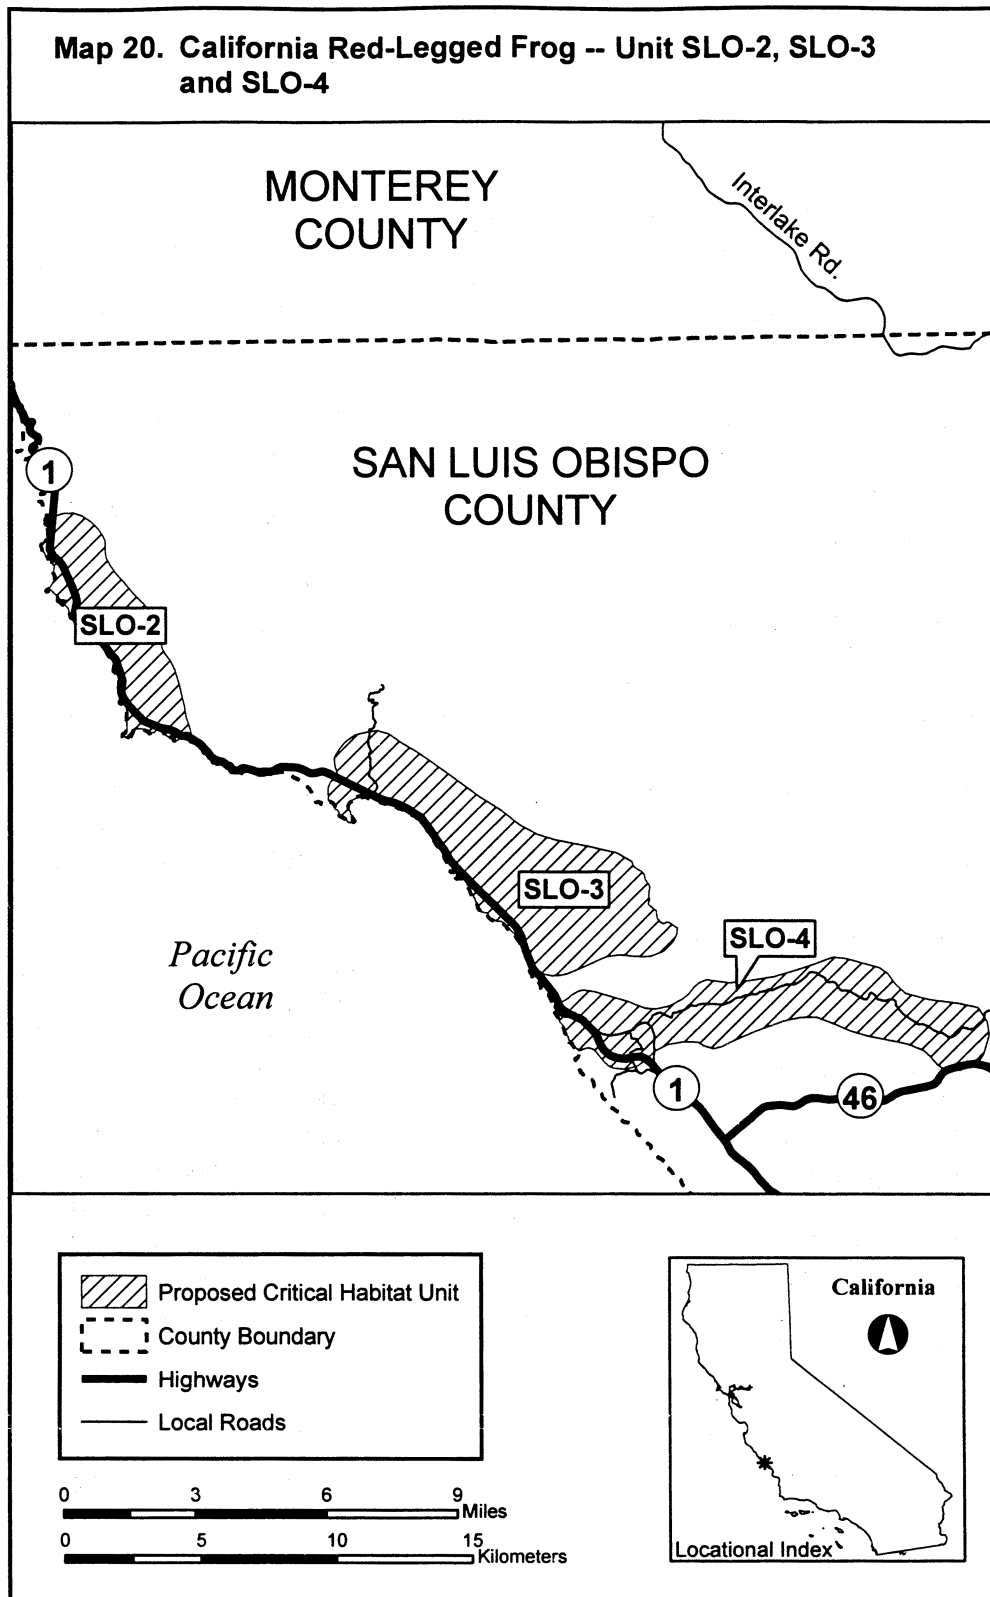 Map 20. California Red-Legged Frog -- Unit SLO-2, SLO-3
and SLO-4
MONTEREY
COUNTY
Interlake Rd.
SAN LUIS OBISPO
COUNTY
1
SLO-2
SLO-3
SLO-4
Pacific
Ocean
1
46
Proposed Critical Habitat Unit
County Boundary
Highways
Local Roads
0 3 6 9
Miles
0 5 10 15
Kilometers
California
Locational Index